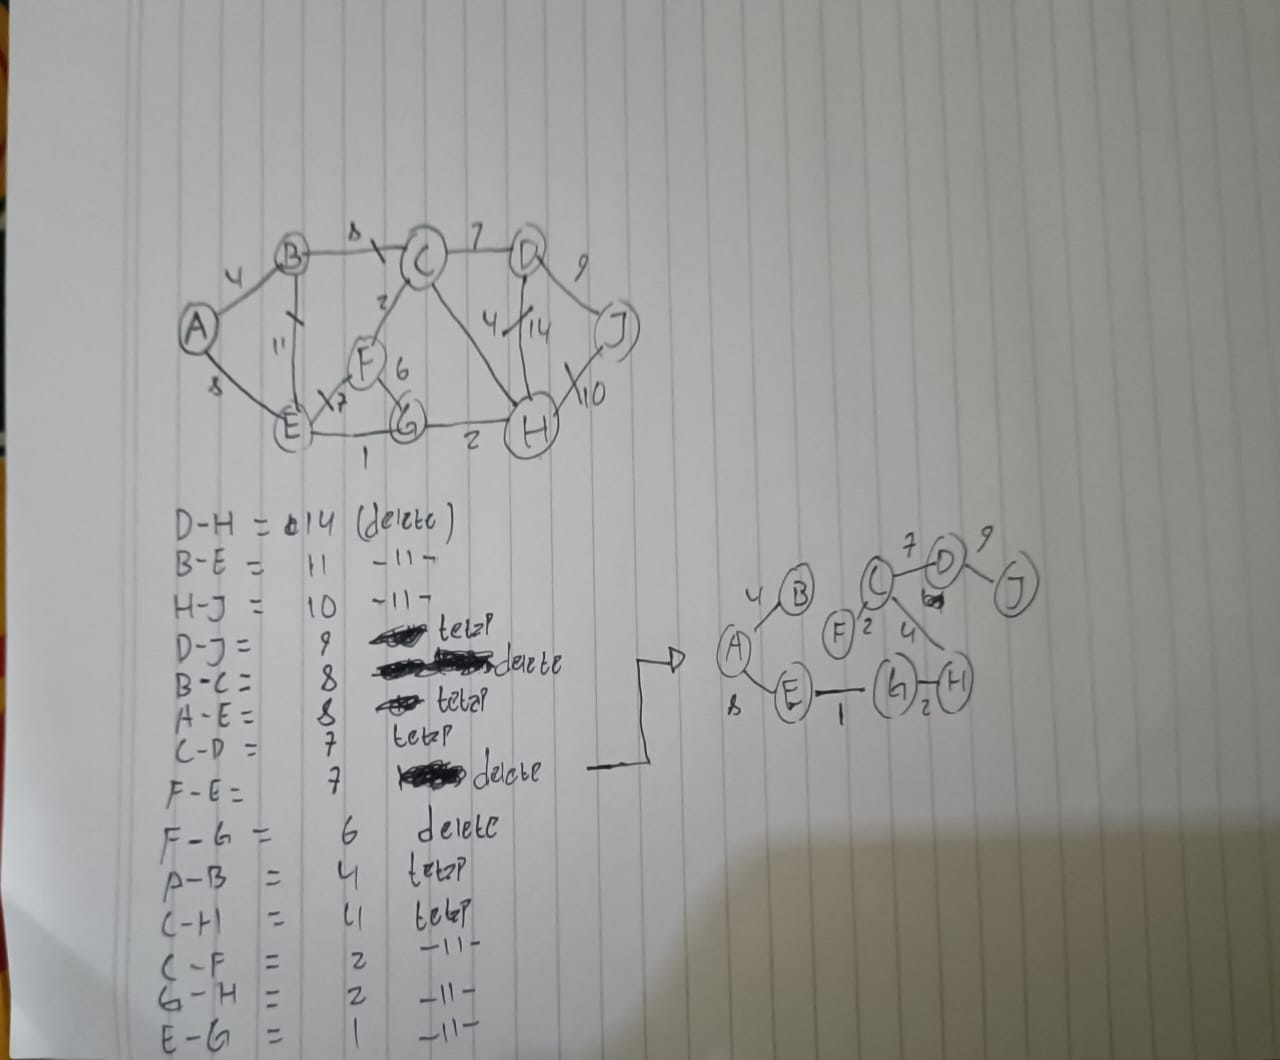 B 8 C 7 D
4 9
A 2 4 14 J
11 F 6
8 7 10
E G H
1 2
D-H = 14 (delete)
B-E = 11 -11-
H-J = 10 -11-
D-J = 9 tetap
B-C = 8 delete
A-E = 8 tetap
C-D = 7 tetap
F-E = 7 delete
F-G = 6 delete
A-B = 4 tetap
C-H = 4 tetap
C-F = 2 -11-
G-H = 2 -11-
E-G = 1 -11-
7 D 9
4 B C J
F 2 4
A
E G H
8 1 2